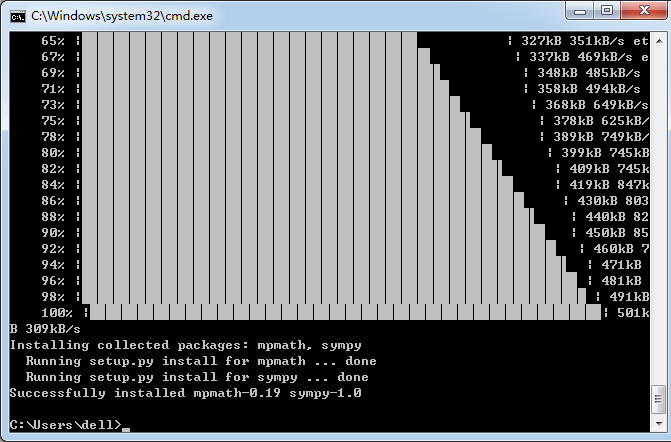 C:\Windows\system32\cmd.exe
65% | 327kB 351kB/s et
67% | 337kB 469kB/s e
69% | 348kB 485kB/s
71% | 358kB 494kB/s
73% | 368kB 649kB/s
75% | 378kB 625kB/
78% | 389kB 749kB/
80% | 399kB 745kB
82% | 409kB 745k
84% | 419kB 847k
86% | 430kB 803
88% | 440kB 82
90% | 450kB 85
92% | 460kB 7
94% | 471kB
96% | 481kB
98% | 491kB
100% | 501k
B 309kB/s
Installing collected packages: mpmath, sympy
Running setup.py install for mpmath ... done
Running setup.py install for sympy ... done
Successfully installed mpmath-0.19 sympy-1.0
C:\Users\dell>_